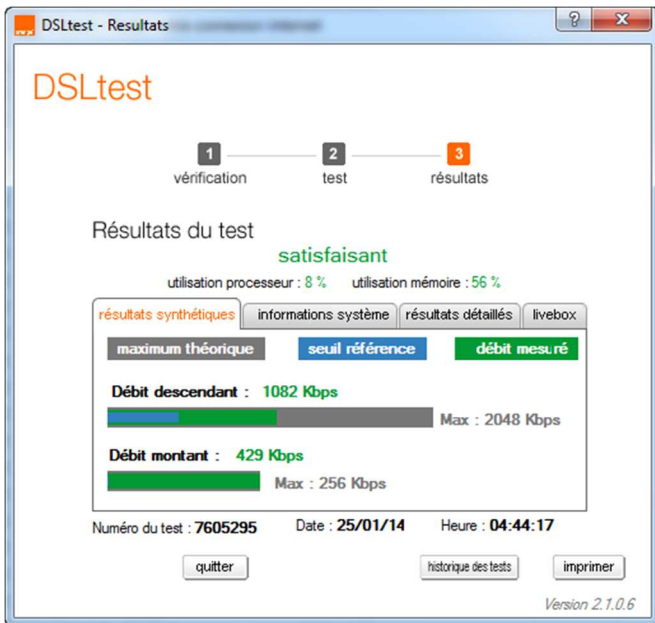 DSLtest - Resultats
DSLtest
1 2 3
vérification test résultats
Résultats du test
satisfaisant
utilisation processeur : 8 % utilisation mémoire : 56 %
résultats synthétiques informations système résultats détaillés livebox
maximum théorique seuil référence débit mesuré
Débit descendant : 1082 Kbps
Max : 2048 Kbps
Débit montant : 429 Kbps
Max : 256 Kbps
Numéro du test : 7605295 Date : 25/01/14 Heure : 04:44:17
quitter historique des tests imprimer
Version 2.1.0.6